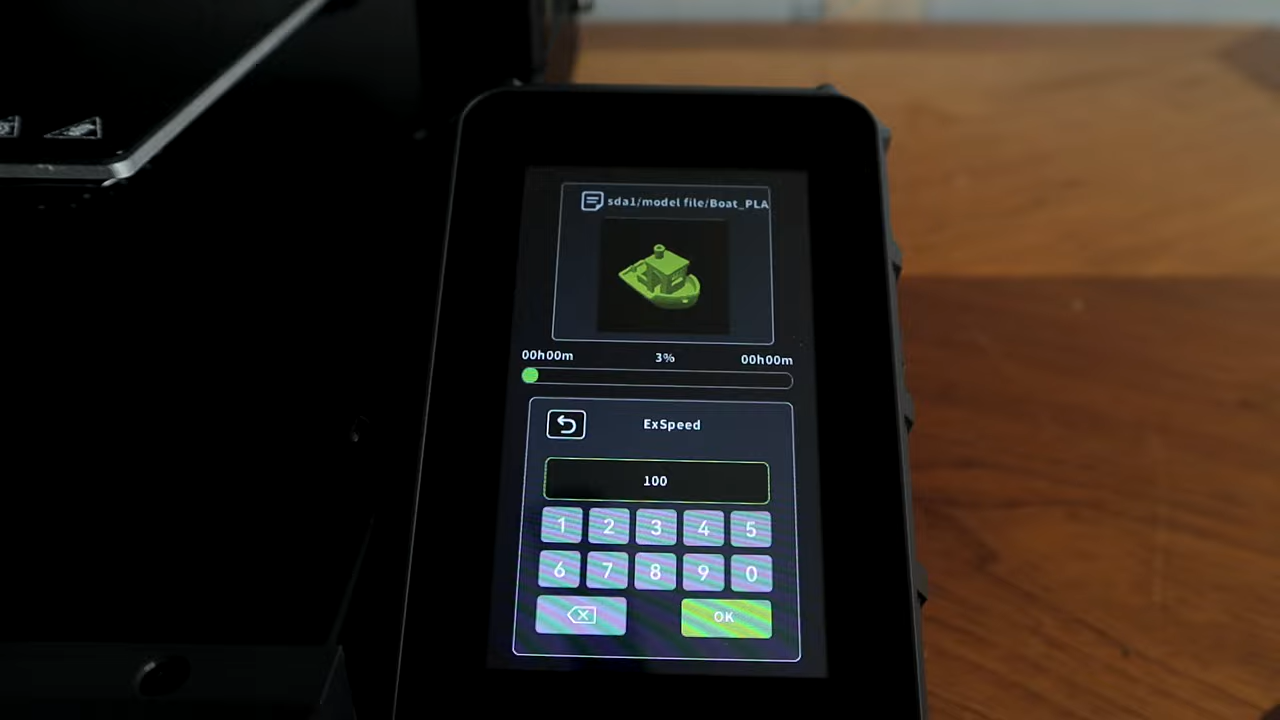 sda1/model file/Boat_PLA
00h00m 3% 00h00m
ExSpeed
100
1 2 3 4 5
6 7 8 9 0
OK